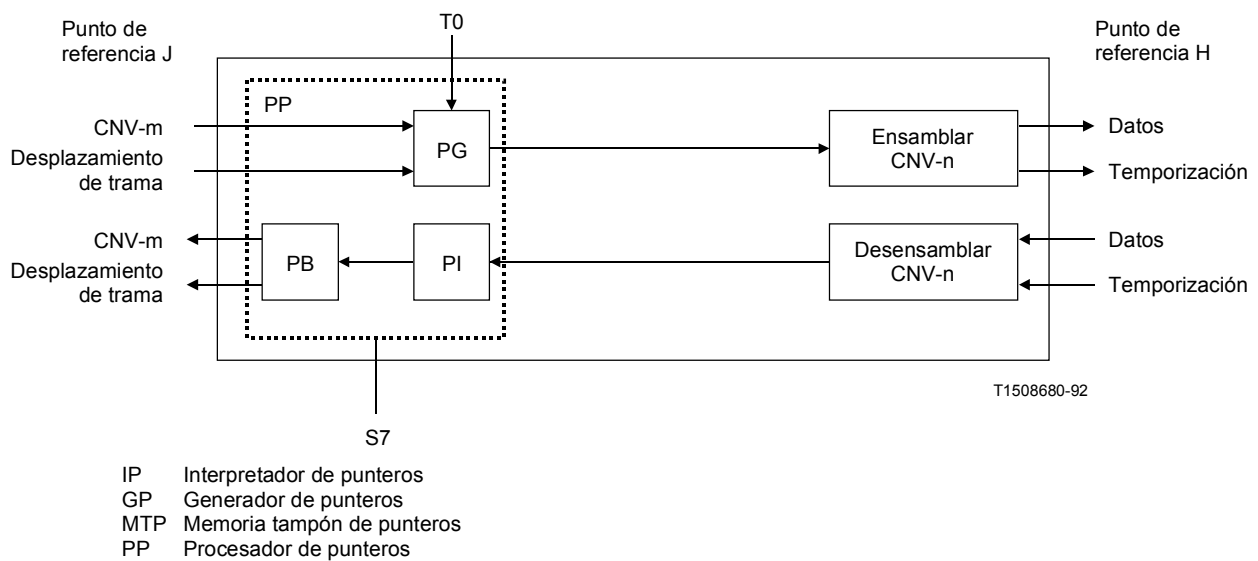 Punto de
referencia J
T0
Punto de
referencia H
PP
CNV-m
Desplazamiento
de trama
PG
Ensamblar
CNV-n
Datos
Temporización
CNV-m
Desplazamiento
de trama
PB
PI
Desensamblar
CNV-n
Datos
Temporización
T1508680-92
S7
IP Interpretador de punteros
GP Generador de punteros
MTP Memoria tampón de punteros
PP Procesador de punteros